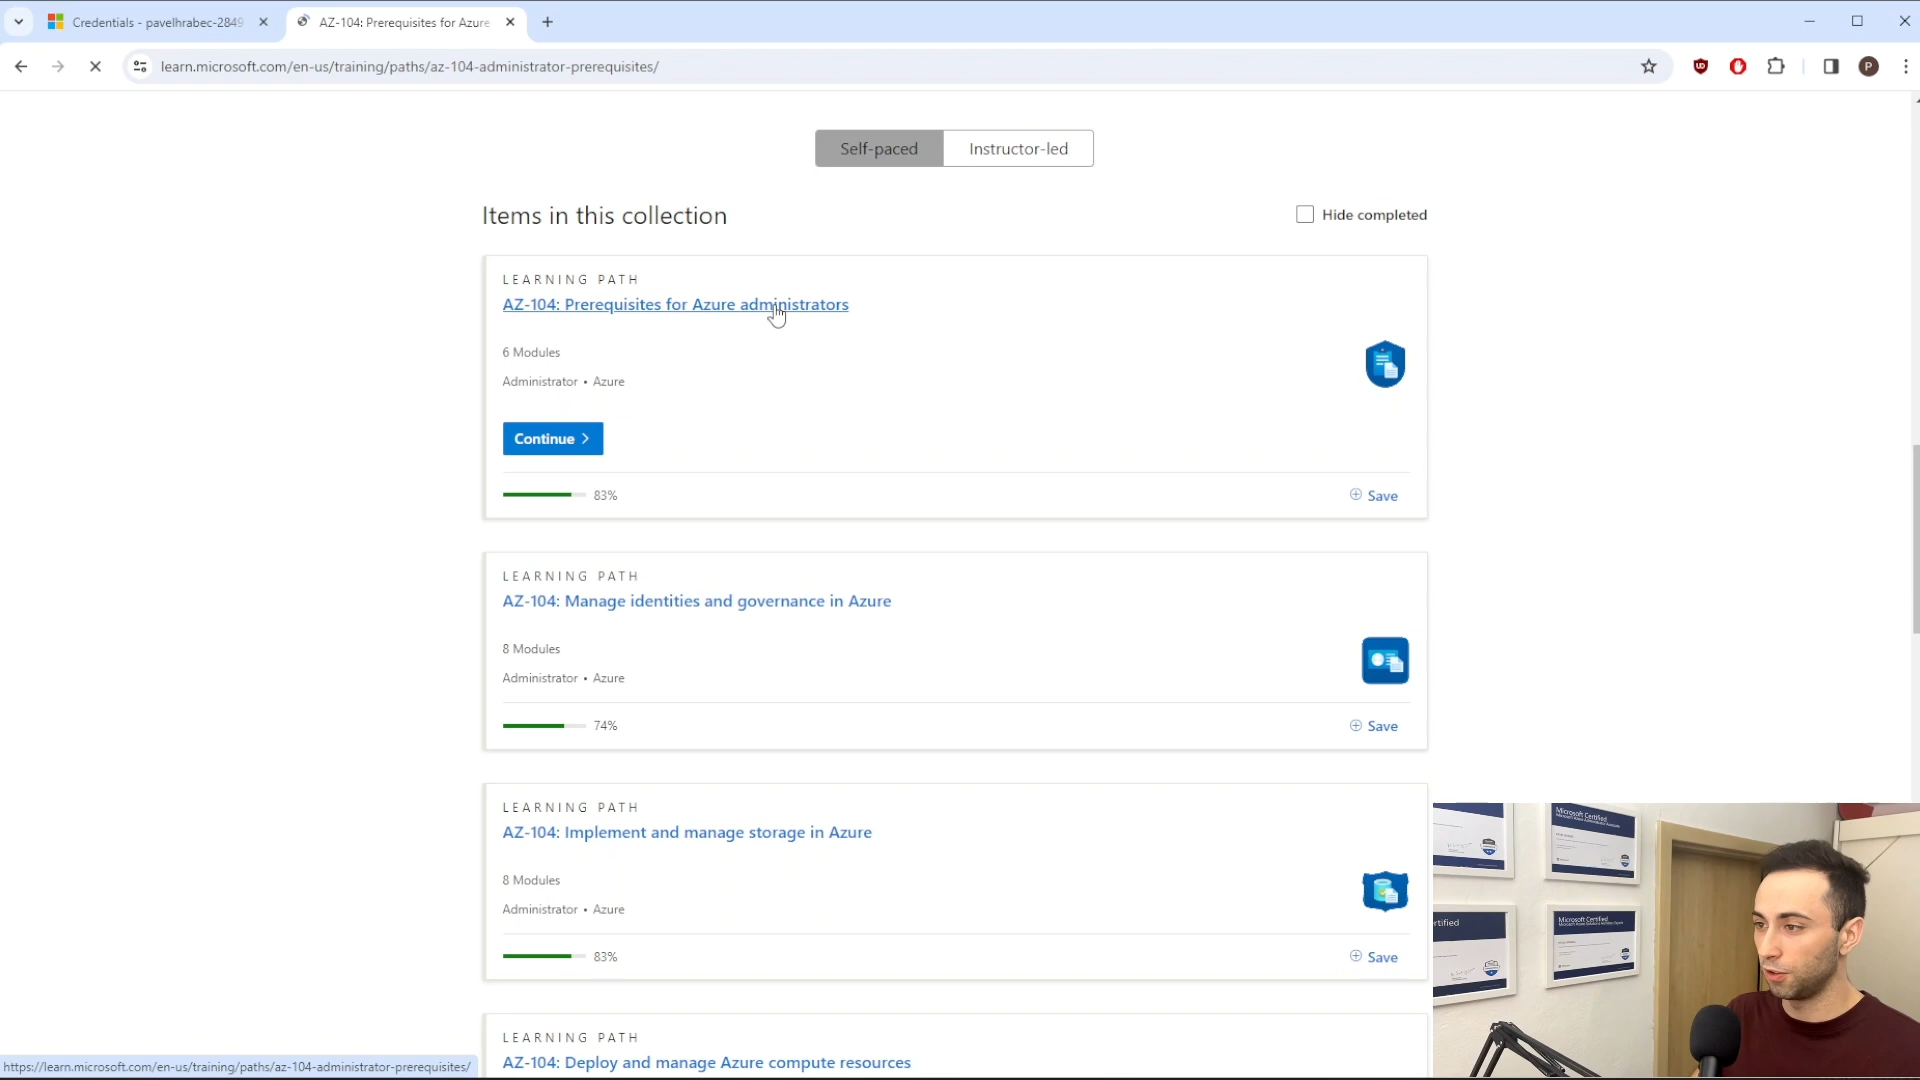 Credentials - pavelhrabec-2849
AZ-104: Prerequisites for Azure
learn.microsoft.com/en-us/training/paths/az-104-administrator-prerequisites/
P
Self-paced
Instructor-led
Items in this collection
Hide completed
LEARNING PATH
AZ-104: Prerequisites for Azure administrators
6 Modules
Administrator • Azure
Continue >
83%
Save
LEARNING PATH
AZ-104: Manage identities and governance in Azure
8 Modules
Administrator • Azure
74%
Save
LEARNING PATH
AZ-104: Implement and manage storage in Azure
8 Modules
Administrator • Azure
83%
Save
LEARNING PATH
AZ-104: Deploy and manage Azure compute resources
https://learn.microsoft.com/en-us/training/paths/az-104-administrator-prerequisites/
Microsoft Certified
Microsoft Certified